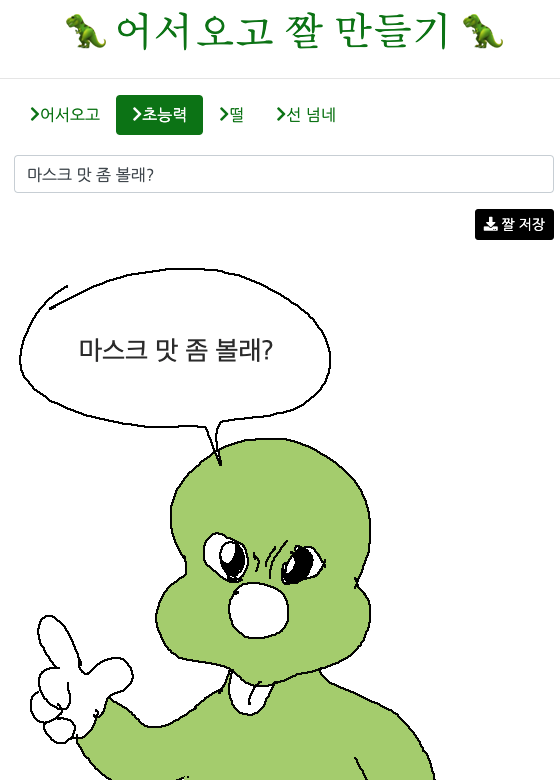 어서오고 짤 만들기
어서오고 초능력 떨 선 넘네
마스크 맛 좀 볼래?
짤 저장
마스크 맛 좀 볼래?